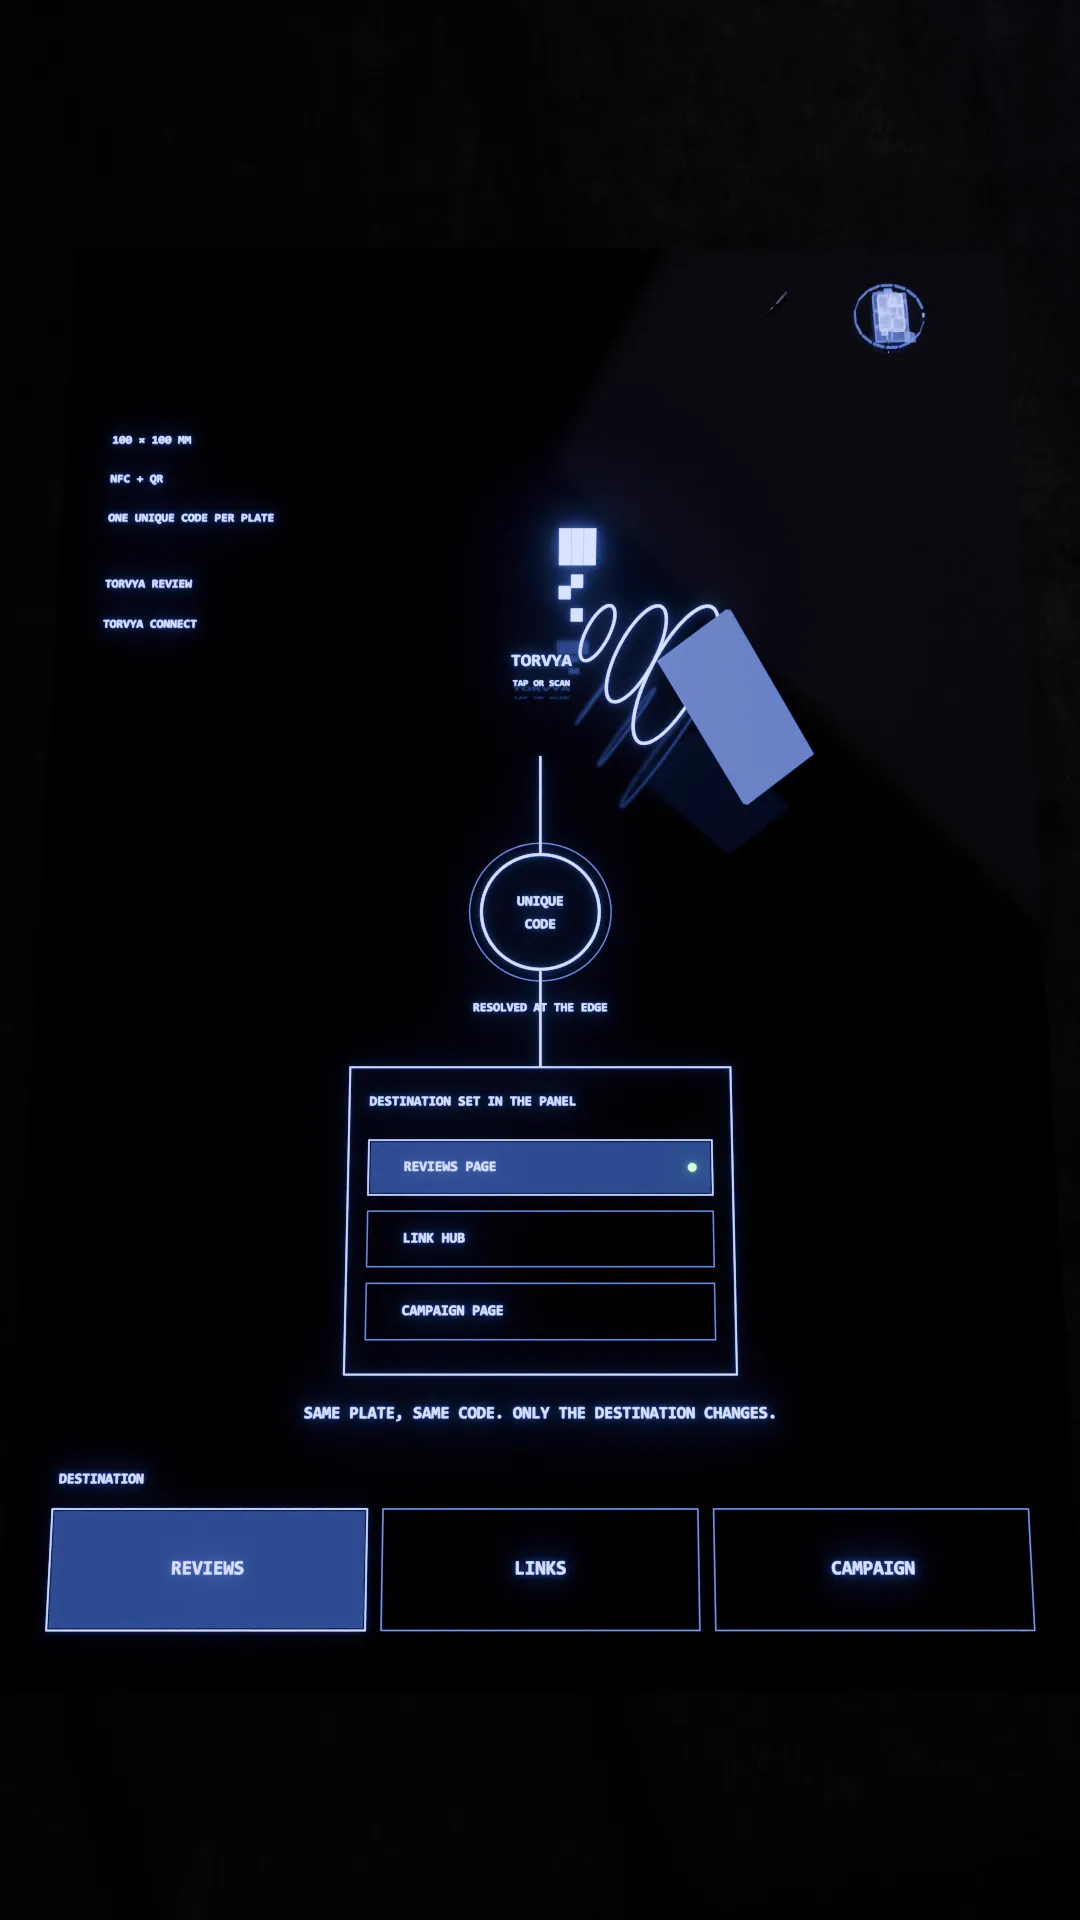 100 × 100 MM
NFC + QR
ONE UNIQUE CODE PER PLATE
TORVYA REVIEW
TORVYA CONNECT
TORVYA
TAP OR SCAN
UNIQUE
CODE
RESOLVED AT THE EDGE
DESTINATION SET IN THE PANEL
REVIEWS PAGE
LINK HUB
CAMPAIGN PAGE
SAME PLATE, SAME CODE. ONLY THE DESTINATION CHANGES.
DESTINATION
REVIEWS
LINKS
CAMPAIGN